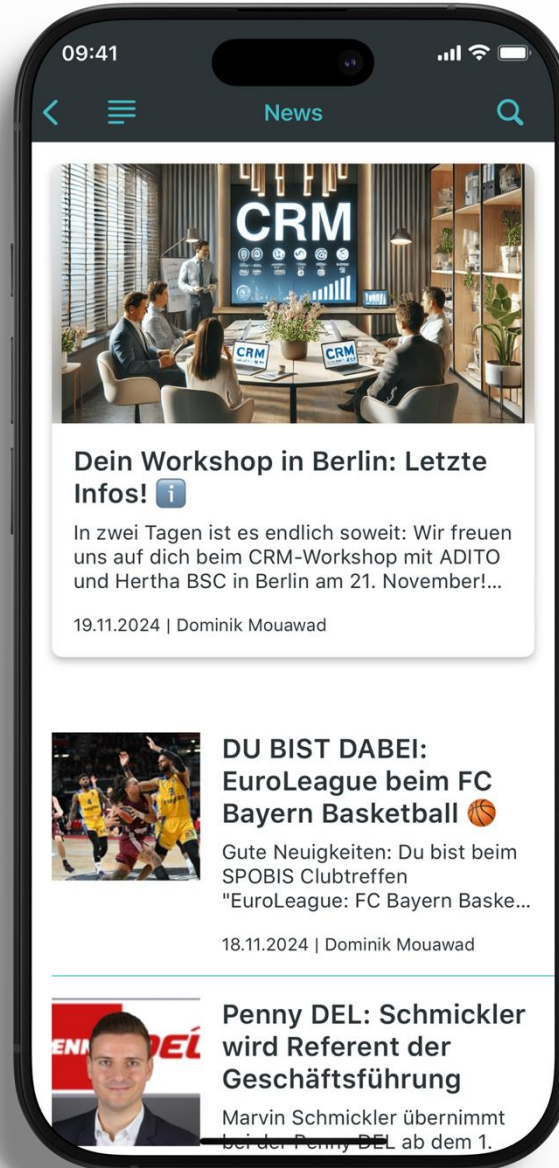 09:41
News
CRM
CRM
CRM
Dein Workshop in Berlin: Letzte
Infos! ℹ️
In zwei Tagen ist es endlich soweit: Wir freuen
uns auf dich beim CRM-Workshop mit ADITO
und Hertha BSC in Berlin am 21. November!...
19.11.2024 | Dominik Mouawad
DU BIST DABEI:
EuroLeague beim FC
Bayern Basketball 🏀
Gute Neuigkeiten: Du bist beim
SPOBIS Clubtreffen
"EuroLeague: FC Bayern Baske...
18.11.2024 | Dominik Mouawad
Penny DEL: Schmickler
wird Referent der
Geschäftsführung
Marvin Schmickler übernimmt
bei der Penny DEL ab dem 1.